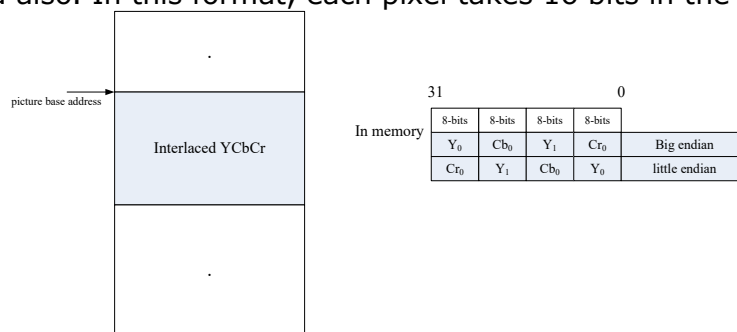 also. In this format, each pixel takes 16 bits in the
.
picture base address
Interlaced YCbCr
.
31 0
In memory
8-bits 8-bits 8-bits 8-bits
Y₀ Cb₀ Y₁ Cr₀ Big endian
Cr₀ Y₁ Cb₀ Y₀ little endian